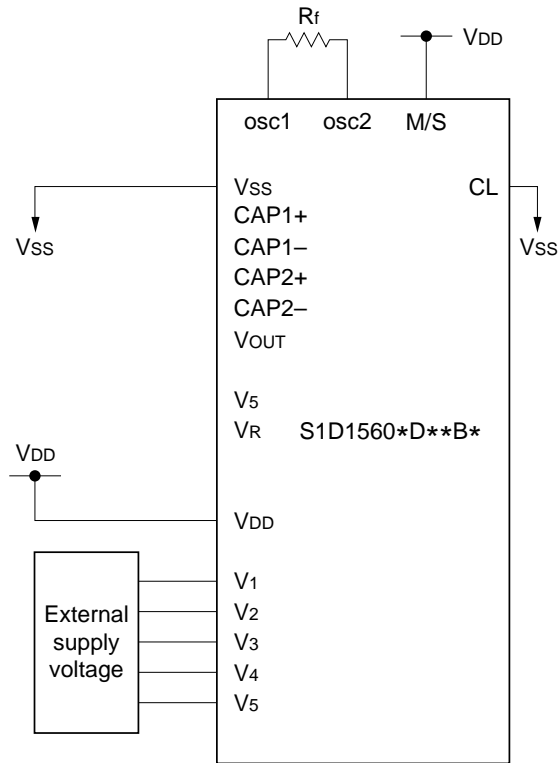 Rf
VDD
osc1 osc2 M/S
VSS CL
VSS
VSS
CAP1+
CAP1–
CAP2+
CAP2–
VOUT
V5
VR S1D1560*D**B*
VDD
VDD
External
supply
voltage
V1
V2
V3
V4
V5